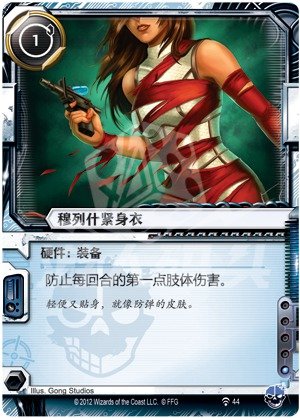 1
穆列什紧身衣
硬件: 装备
防止每回合的第一点肢体伤害。
轻便又贴身，就像防弹的皮肤。
© 2012 Wizards of the Coast LLC. © FFG 44
Illus. Gong Studios